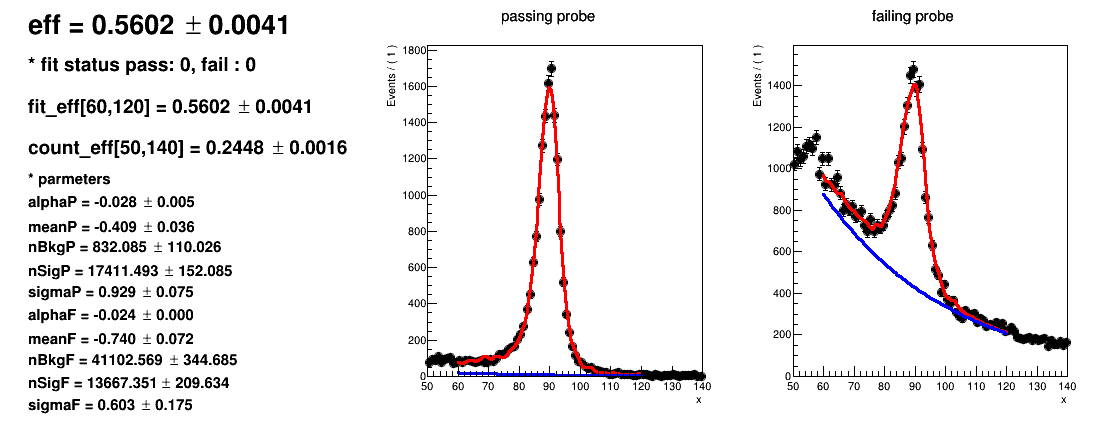 eff = 0.5602 ± 0.0041
* fit status pass: 0, fail : 0
fit_eff[60,120] = 0.5602 ± 0.0041
count_eff[50,140] = 0.2448 ± 0.0016
* parmeters
alphaP = -0.028 ± 0.005
meanP = -0.409 ± 0.036
nBkgP = 832.085 ± 110.026
nSigP = 17411.493 ± 152.085
sigmaP = 0.929 ± 0.075
alphaF = -0.024 ± 0.000
meanF = -0.740 ± 0.072
nBkgF = 41102.569 ± 344.685
nSigF = 13667.351 ± 209.634
sigmaF = 0.603 ± 0.175
passing probe
Events / ( 1 )
1800
1600
1400
1200
1000
800
600
400
200
0
50 60 70 80 90 100 110 120 130 140
x
failing probe
Events / ( 1 )
1400
1200
1000
800
600
400
200
0
50 60 70 80 90 100 110 120 130 140
x